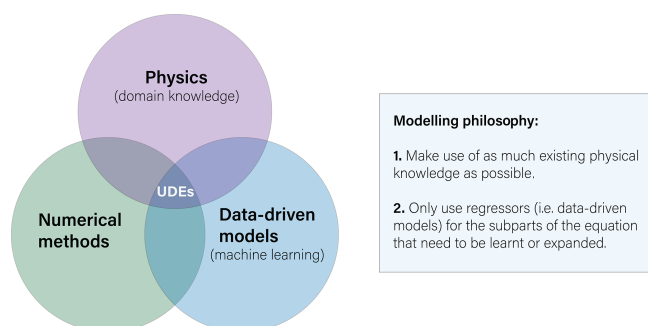 Physics
(domain knowledge)
UDEs
Numerical
methods
Data-driven
models
(machine learning)
Modelling philosophy:
1. Make use of as much existing physical
knowledge as possible.
2. Only use regressors (i.e. data-driven
models) for the subparts of the equation
that need to be learnt or expanded.